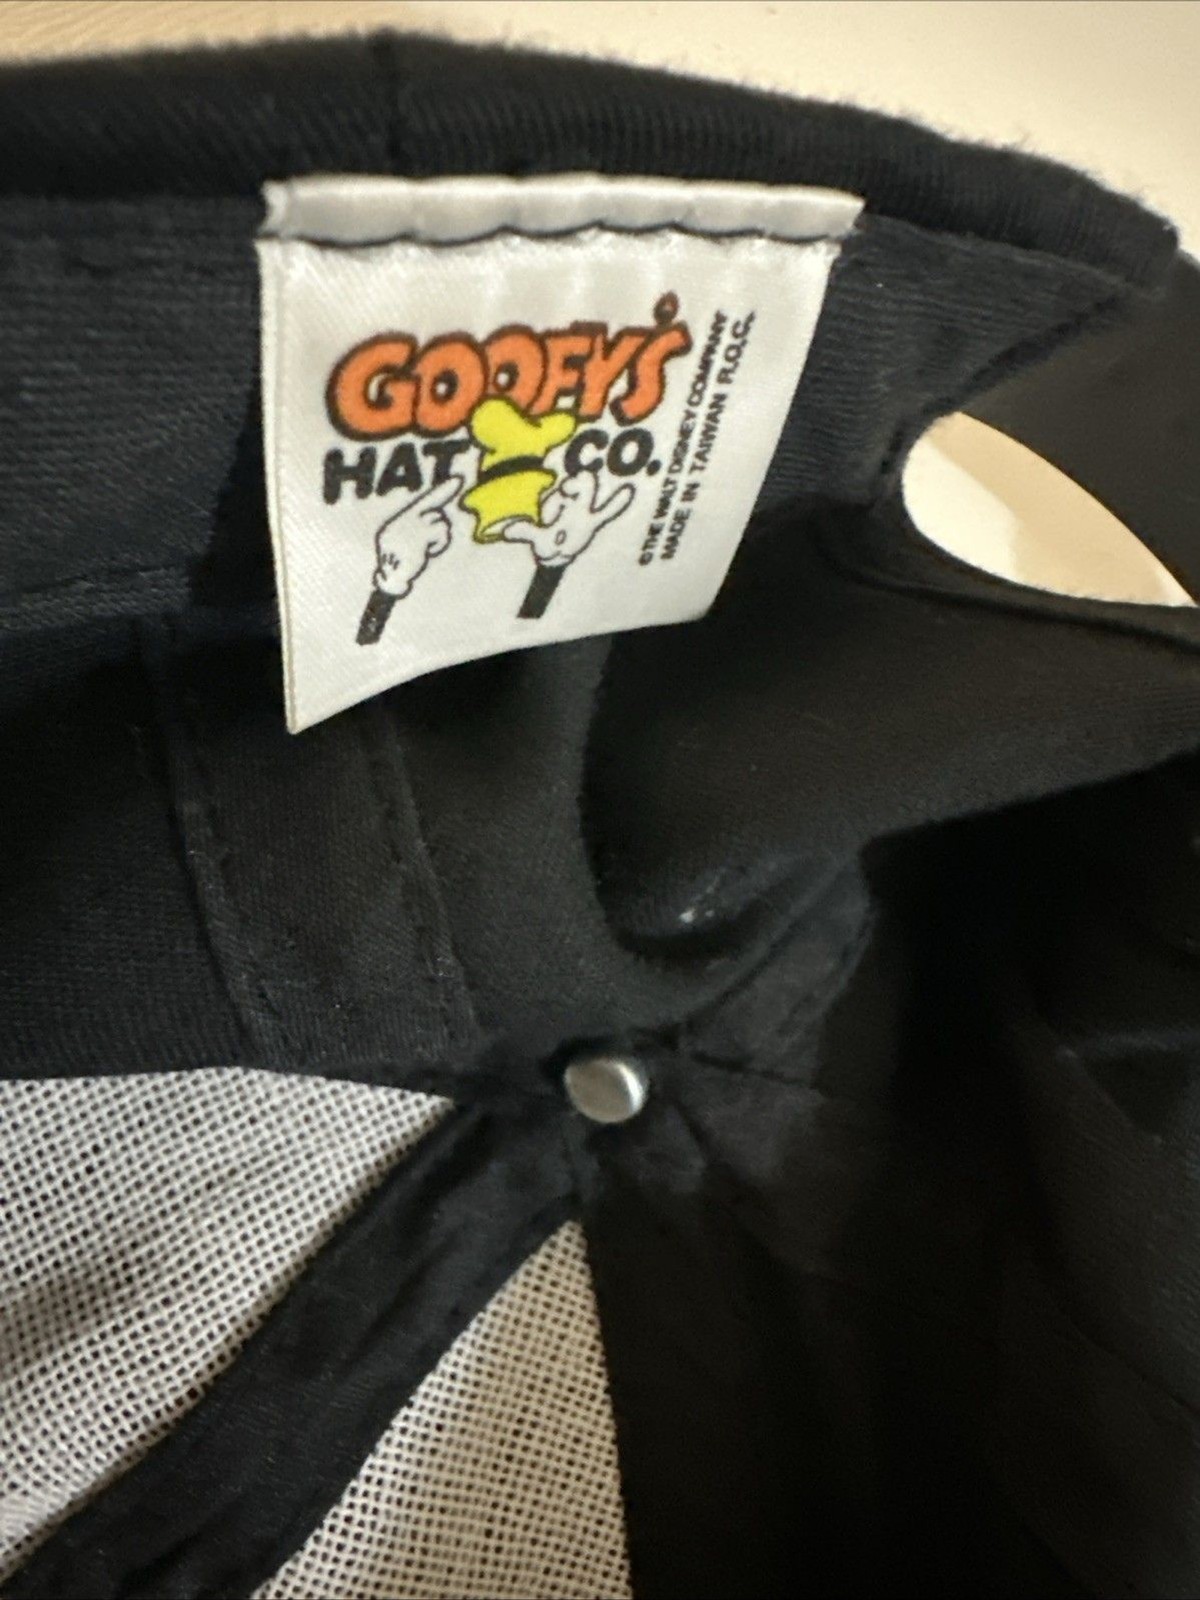 GOOFY'S®
HAT CO.
©THE WALT DISNEY COMPANY
MADE IN TAIWAN R.O.C.